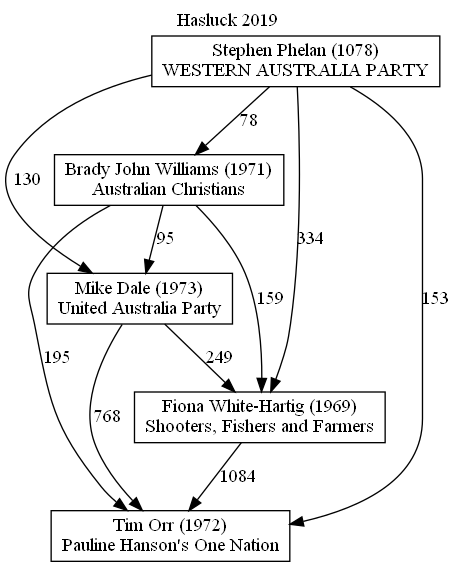 Hasluck 2019
Stephen Phelan (1078)
WESTERN AUSTRALIA PARTY
78
Brady John Williams (1971)
Australian Christians
130
95
334
Mike Dale (1973)
United Australia Party
159
153
195
249
Fiona White-Hartig (1969)
Shooters, Fishers and Farmers
768
1084
Tim Orr (1972)
Pauline Hanson's One Nation